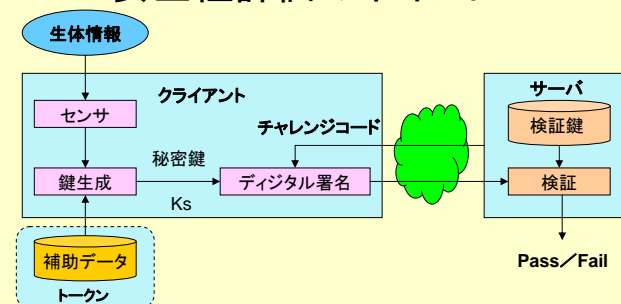 生体情報
クライアント
サーバ
センサ
チャレンジコード
検証鍵
秘密鍵
鍵生成
ディジタル署名
検証
Ks
補助データ
Pass／Fail
トークン